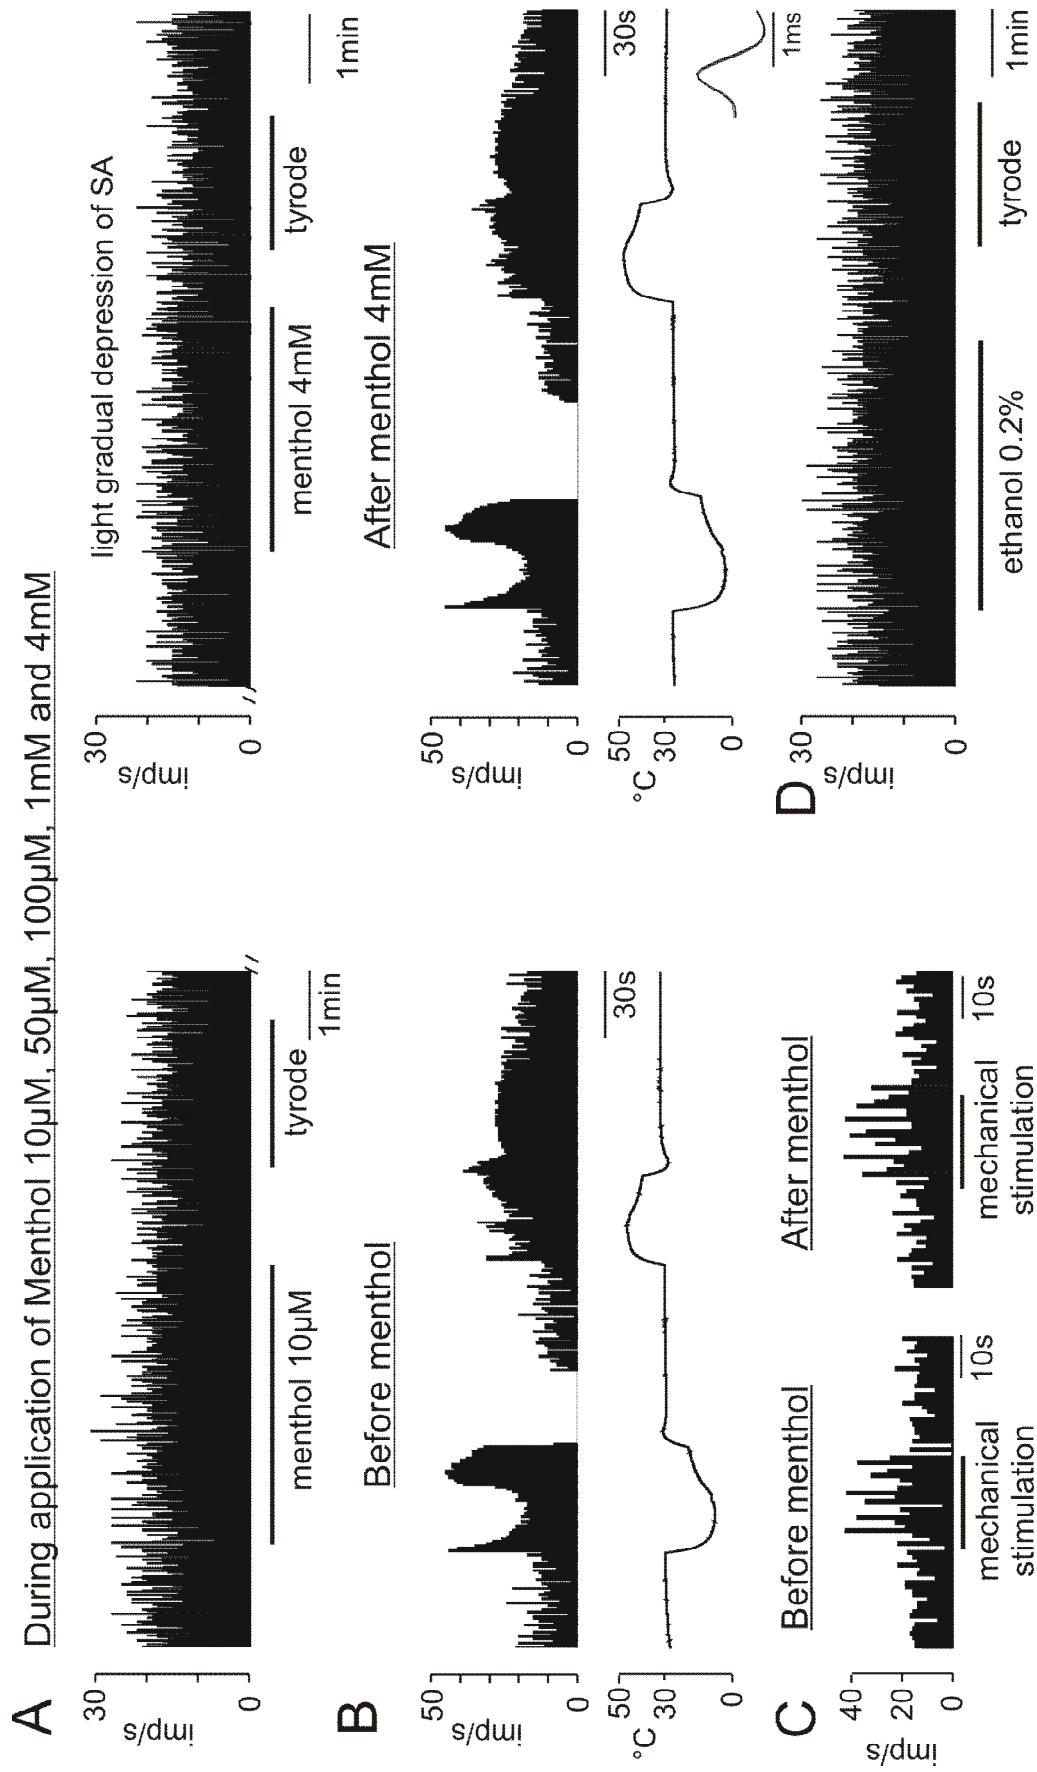 A
During application of Menthol 10µM, 50µM, 100µM, 1mM and 4mM
30
imp/s
0
menthol 10µM
tyrode
1min
light gradual depression of SA
30
imp/s
0
menthol 4mM
tyrode
1min
B
Before menthol
50
imp/s
0
30s
50
°C
30
0
After menthol 4mM
50
imp/s
0
30s
50
°C
30
0
1ms
C
Before menthol
40
20
0
imp/s
mechanical
stimulation
10s
After menthol
mechanical
stimulation
10s
D
30
imp/s
0
ethanol 0.2%
tyrode
1min